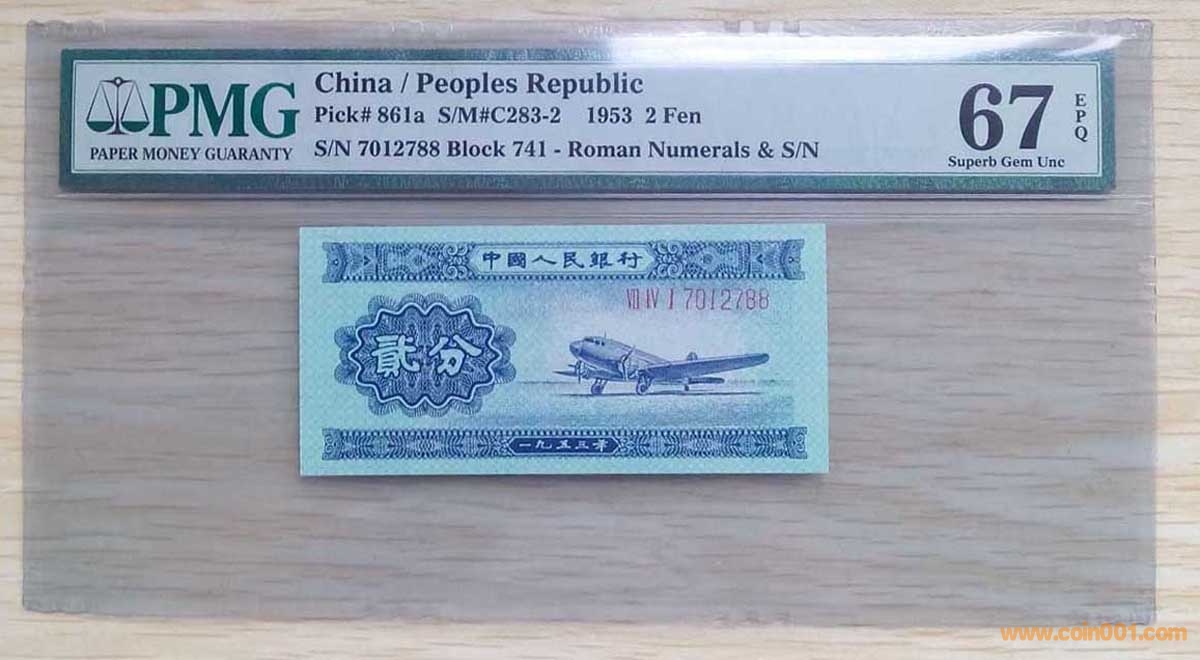 PMG
PAPER MONEY GUARANTY
China / Peoples Republic
Pick# 861a S/M#C283-2 1953 2 Fen
S/N 7012788 Block 741 - Roman Numerals & S/N
67
EPQ
Superb Gem Unc
中國人民銀行
VII IV I 7012788
貳分
一九五三年
www.coin001.com